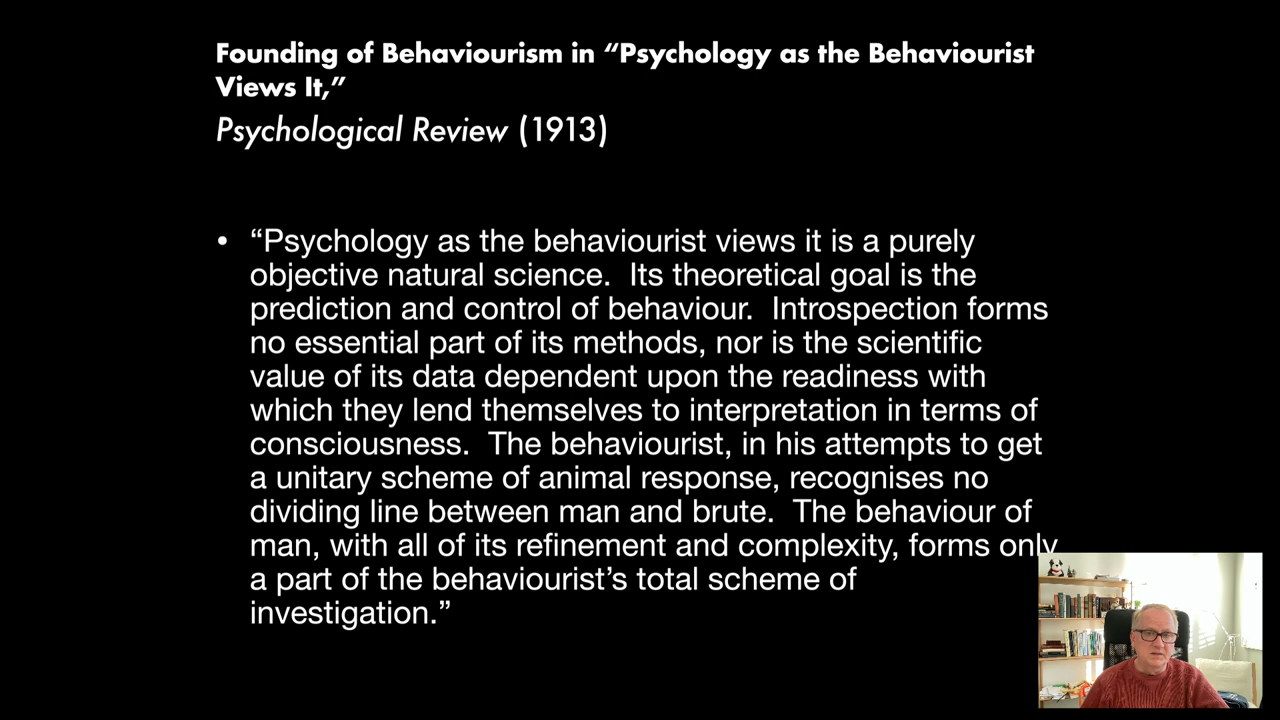 Founding of Behaviourism in “Psychology as the Behaviourist
Views It,”
Psychological Review (1913)
• “Psychology as the behaviourist views it is a purely
objective natural science.  Its theoretical goal is the
prediction and control of behaviour.  Introspection forms
no essential part of its methods, nor is the scientific
value of its data dependent upon the readiness with
which they lend themselves to interpretation in terms of
consciousness.  The behaviourist, in his attempts to get
a unitary scheme of animal response, recognises no
dividing line between man and brute.  The behaviour of
man, with all of its refinement and complexity, forms only
a part of the behaviourist’s total scheme of
investigation.”